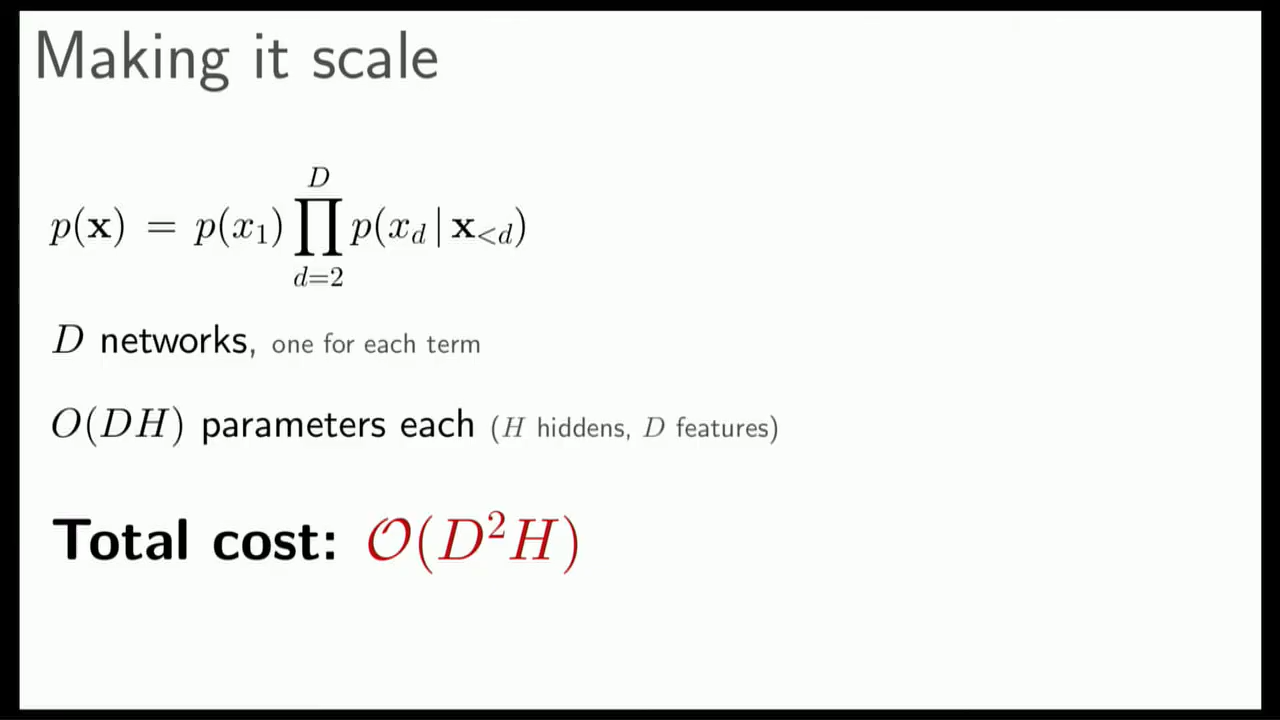 Making it scale
p(x) = p(x₁) ∏_{d=2}^{D} p(x_d | x_{<d})
D networks, one for each term
O(DH) parameters each (H hiddens, D features)
Total cost: 𝒪(D²H)